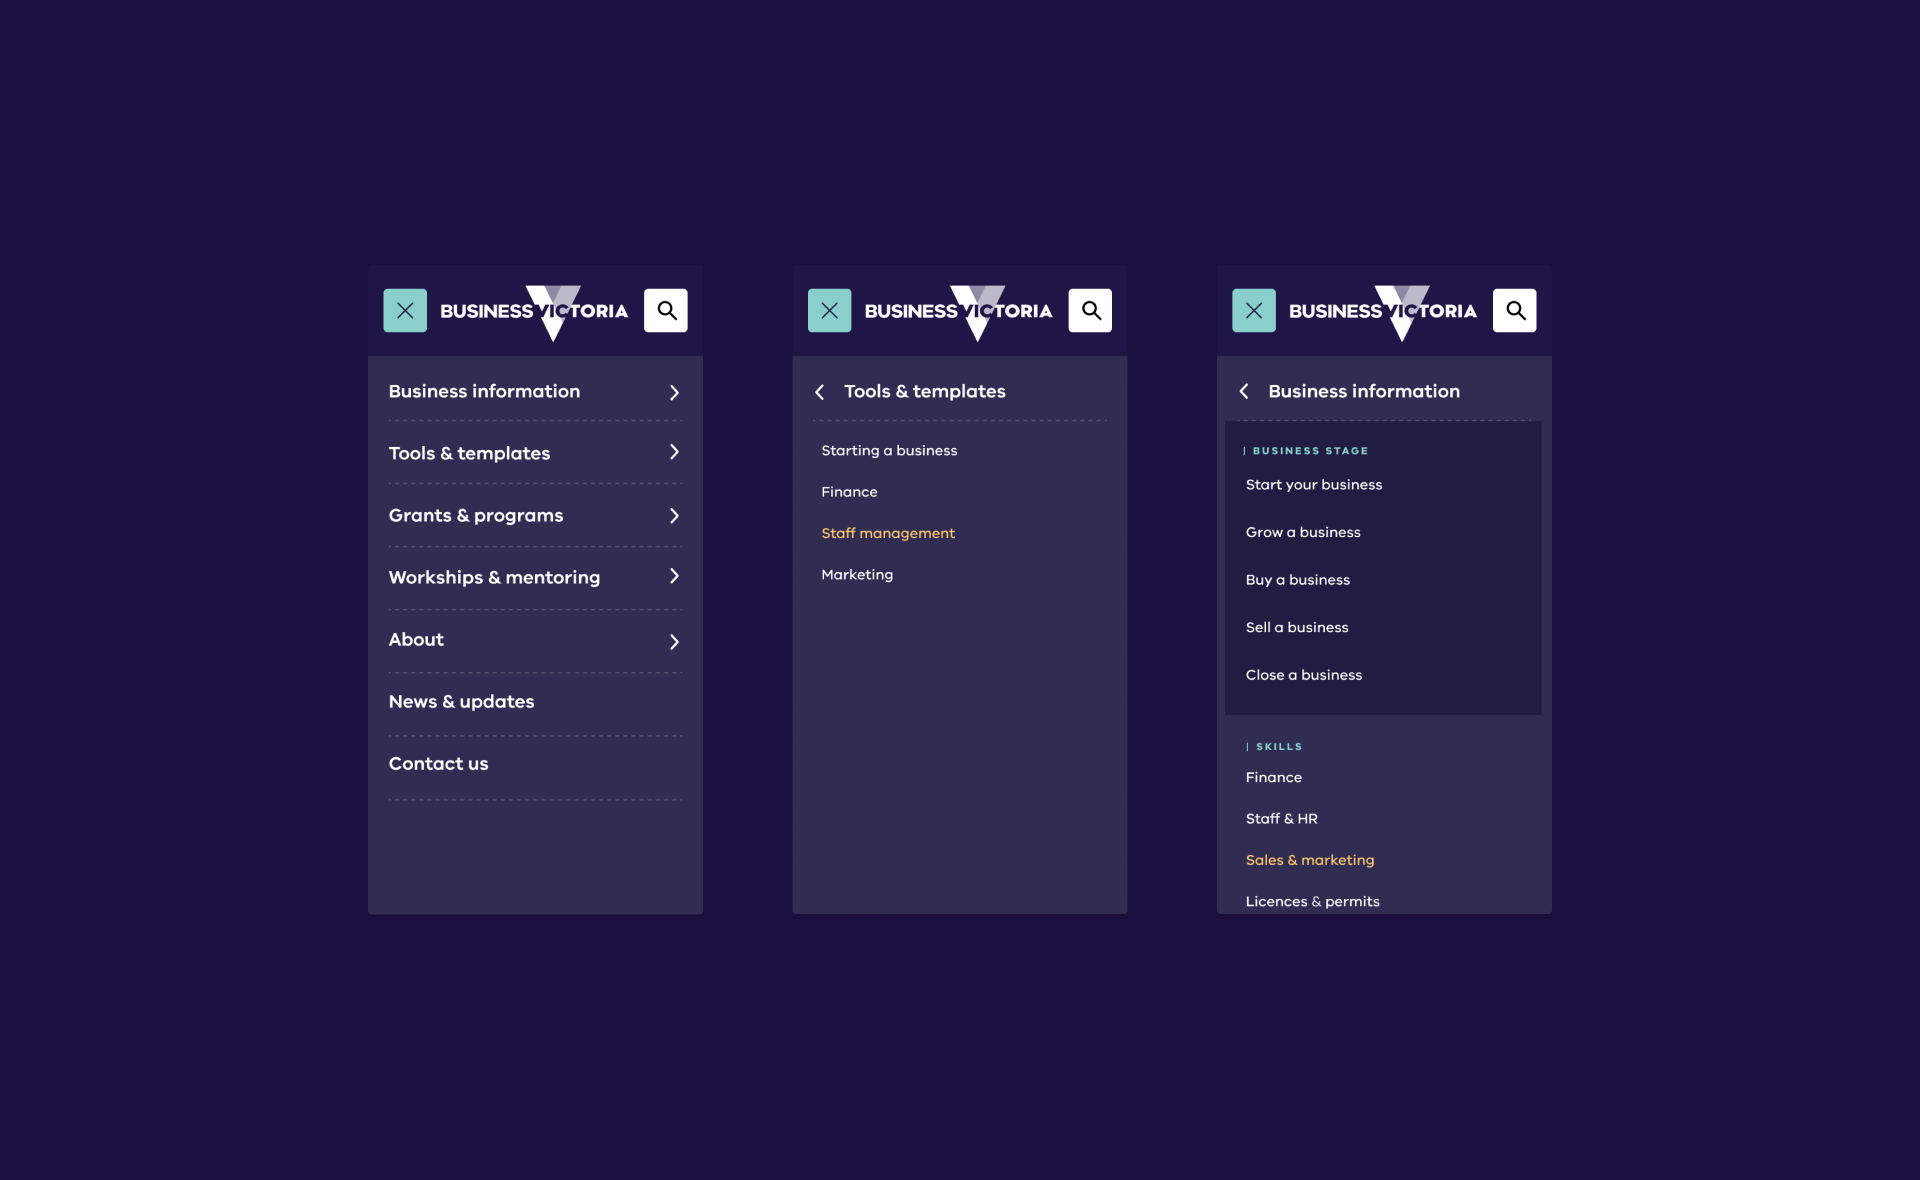 BUSINESS VICTORIA
Business information
Tools & templates
Grants & programs
Workships & mentoring
About
News & updates
Contact us
BUSINESS VICTORIA
Tools & templates
Starting a business
Finance
Staff management
Marketing
BUSINESS VICTORIA
Business information
| BUSINESS STAGE
Start your business
Grow a business
Buy a business
Sell a business
Close a business
| SKILLS
Finance
Staff & HR
Sales & marketing
Licences & permits